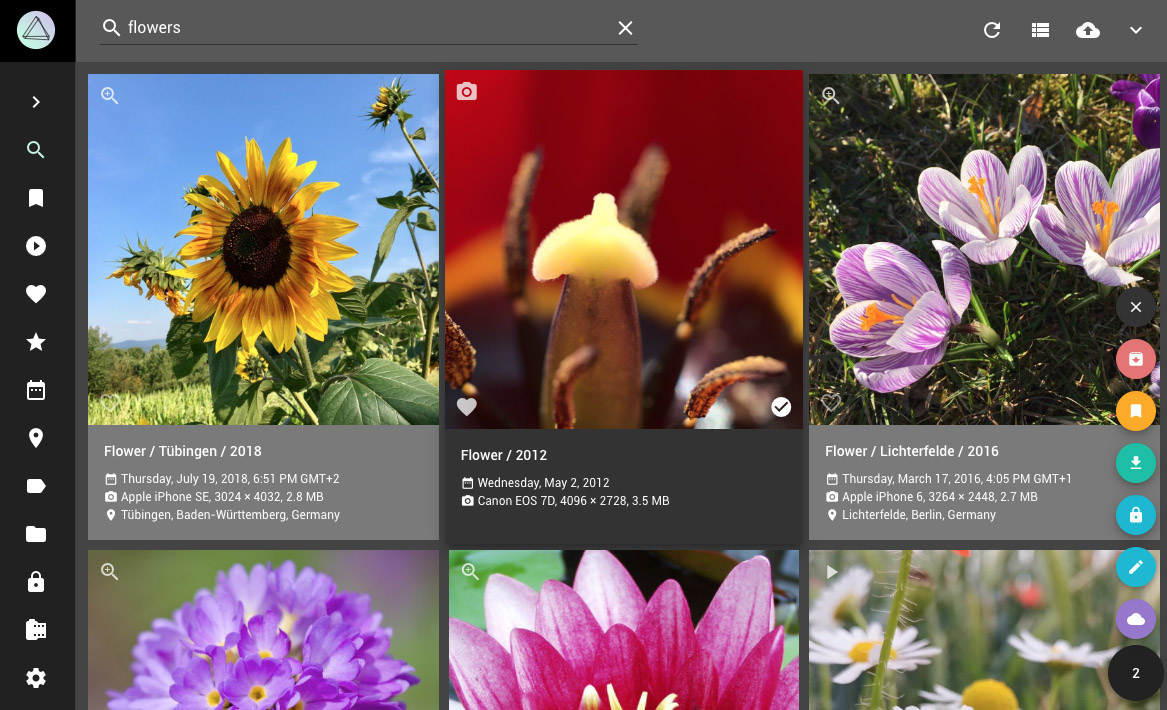 flowers
Flower / Tübingen / 2018
Thursday, July 19, 2018, 6:51 PM GMT+2
Apple iPhone SE, 3024 × 4032, 2.8 MB
Tübingen, Baden-Württemberg, Germany
Flower / 2012
Wednesday, May 2, 2012
Canon EOS 7D, 4096 × 2728, 3.5 MB
Flower / Lichterfelde / 2016
Thursday, March 17, 2016, 4:05 PM GMT+1
Apple iPhone 6, 3264 × 2448, 2.7 MB
Lichterfelde, Berlin, Germany
2